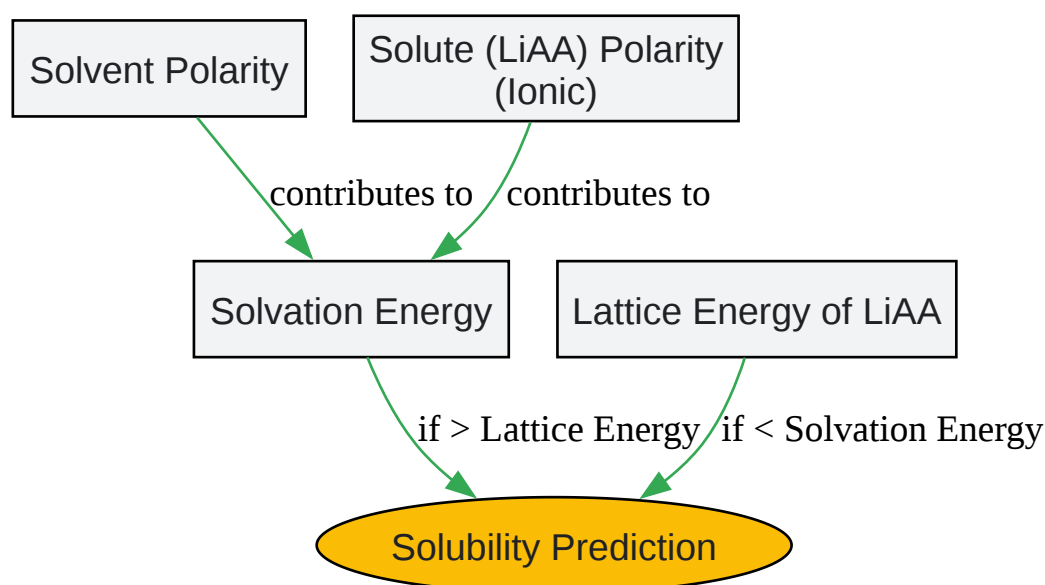 Solvent Polarity
Solute (LiAA) Polarity
(Ionic)
contributes to
contributes to
Solvation Energy
Lattice Energy of LiAA
if > Lattice Energy
if < Solvation Energy
Solubility Prediction